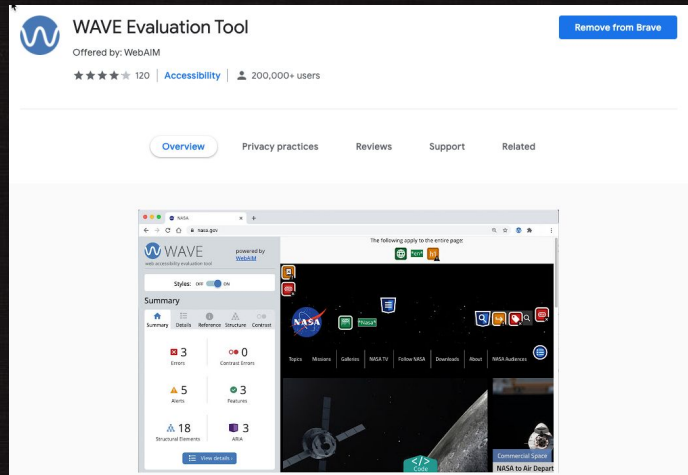 WAVE Evaluation Tool
Remove from Brave
Offered by: WebAIM
120 Accessibility 200,000+ users
Overview Privacy practices Reviews Support Related
NASA
nasa.gov
WAVE powered by WebAIM
web accessibility evaluation tool
The following apply to the entire page:
*en*
Styles: OFF ON
Summary
Summary Details Reference Structure Contrast
NASA
*Nasa*
3 0
Errors Contrast Errors
5 3
Alerts Features
18 3
Structural Elements ARIA
View details ›
Topics Missions Galleries NASA TV Follow NASA Downloads About NASA Audiences
</>
Code
Commercial Space
NASA to Air Depart